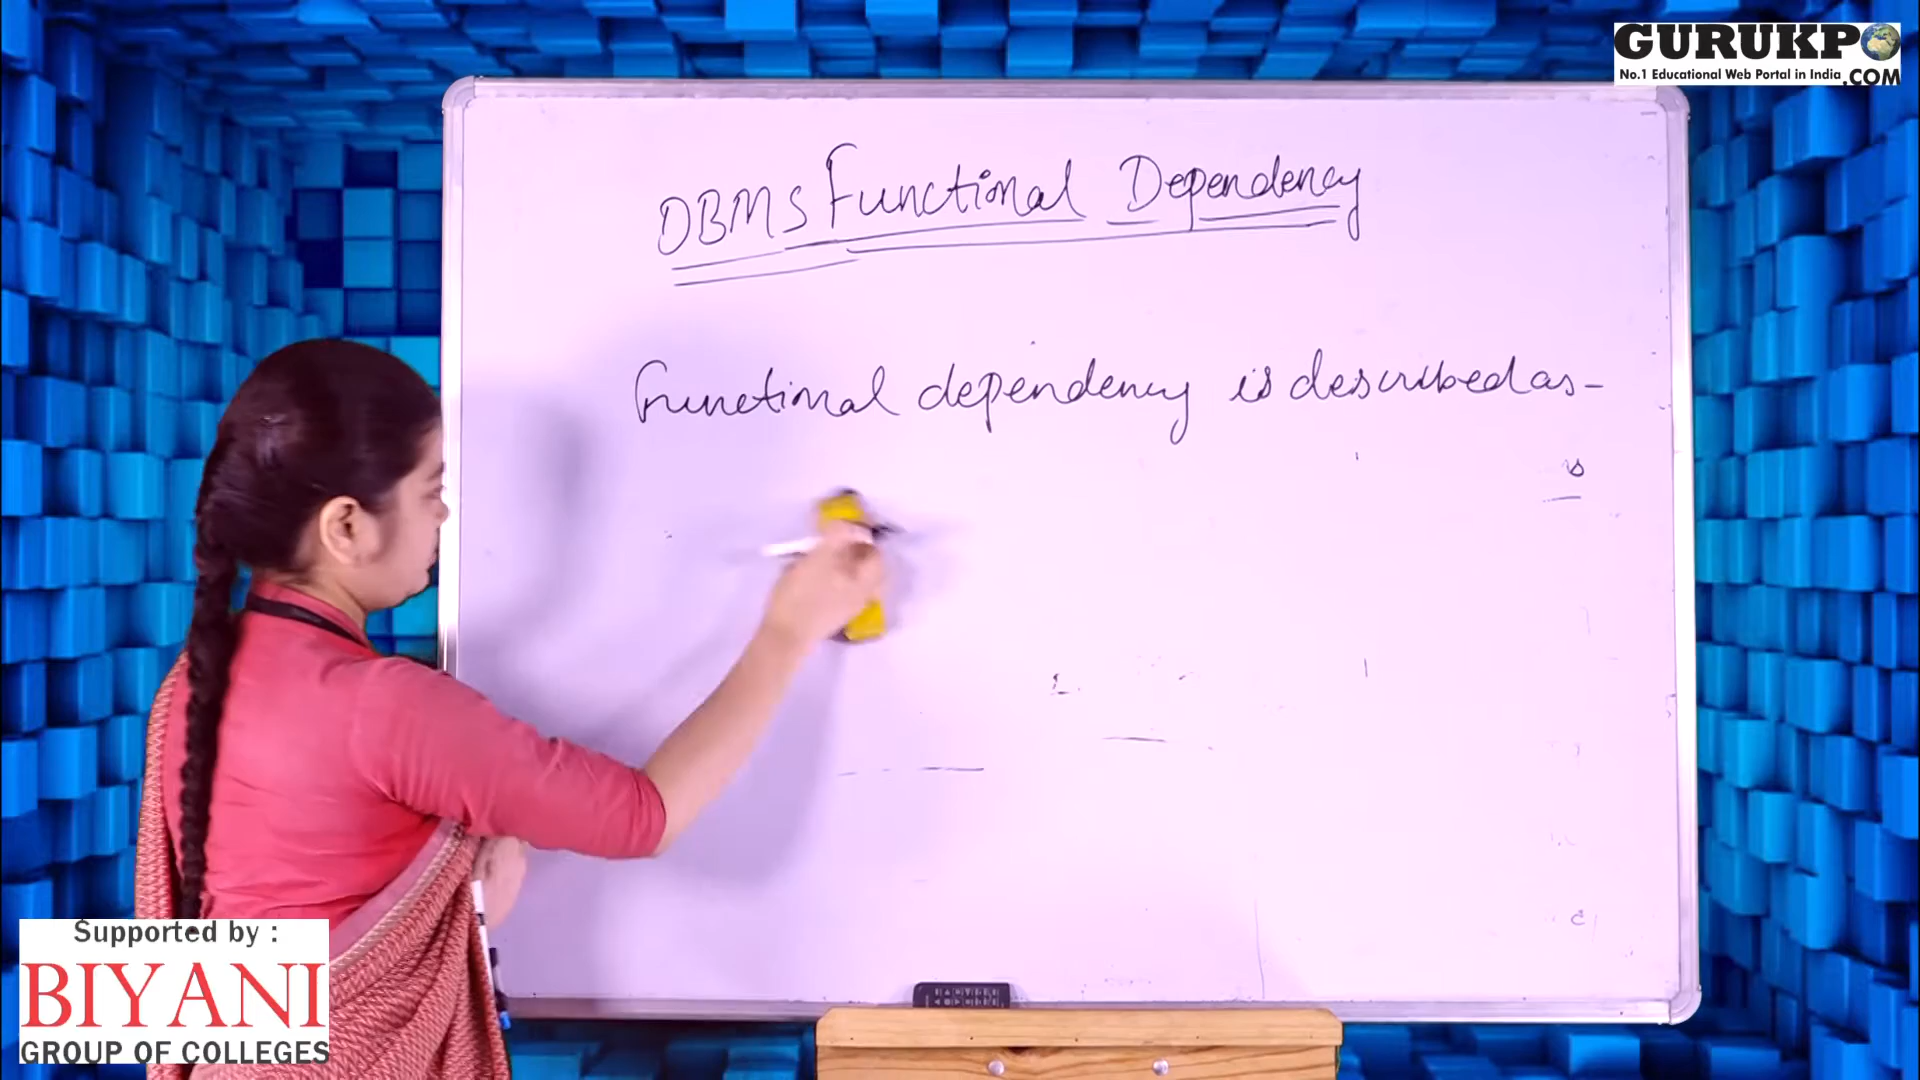 GURUKPO
No.1 Educational Web Portal in India .COM
DBMS Functional Dependency
Functional dependency is described as -
is
Supported by :
BIYANI
GROUP OF COLLEGES